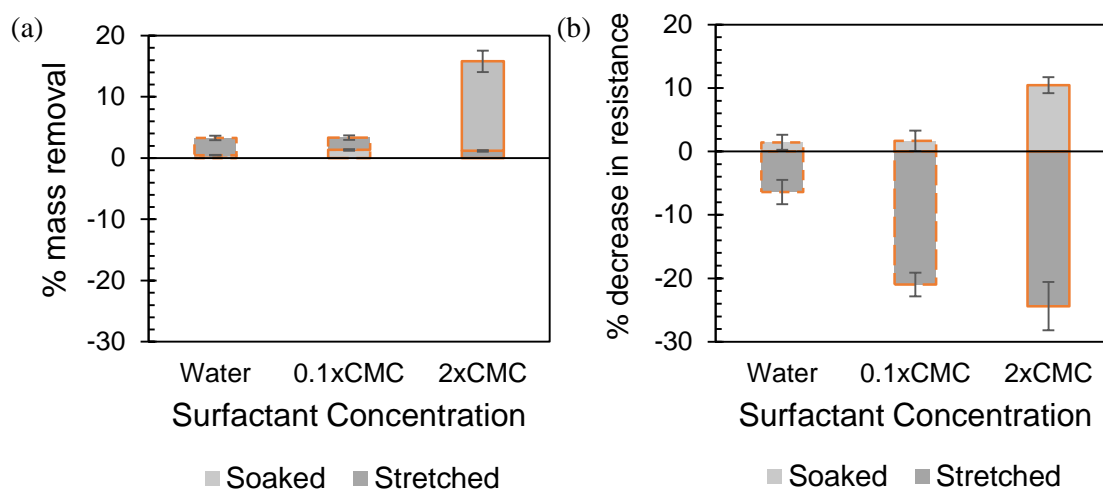 (a)
% mass removal
20
10
0
-10
-20
-30
Water 0.1xCMC 2xCMC
Surfactant Concentration
Soaked Stretched
(b)
% decrease in resistance
20
10
0
-10
-20
-30
Water 0.1xCMC 2xCMC
Surfactant Concentration
Soaked Stretched